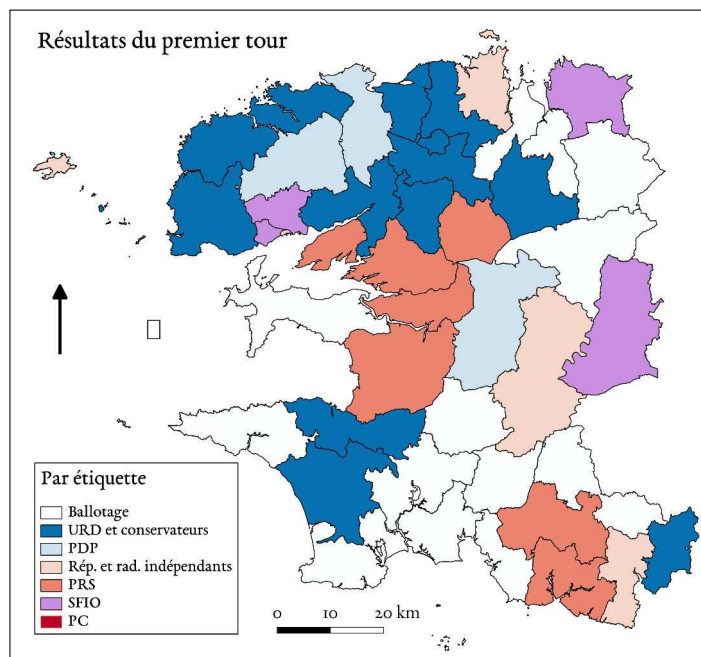 Résultats du premier tour
Par étiquette
Ballotage
URD et conservateurs
PDP
Rép. et rad. indépendants
PRS
SFIO
PC
0 10 20 km